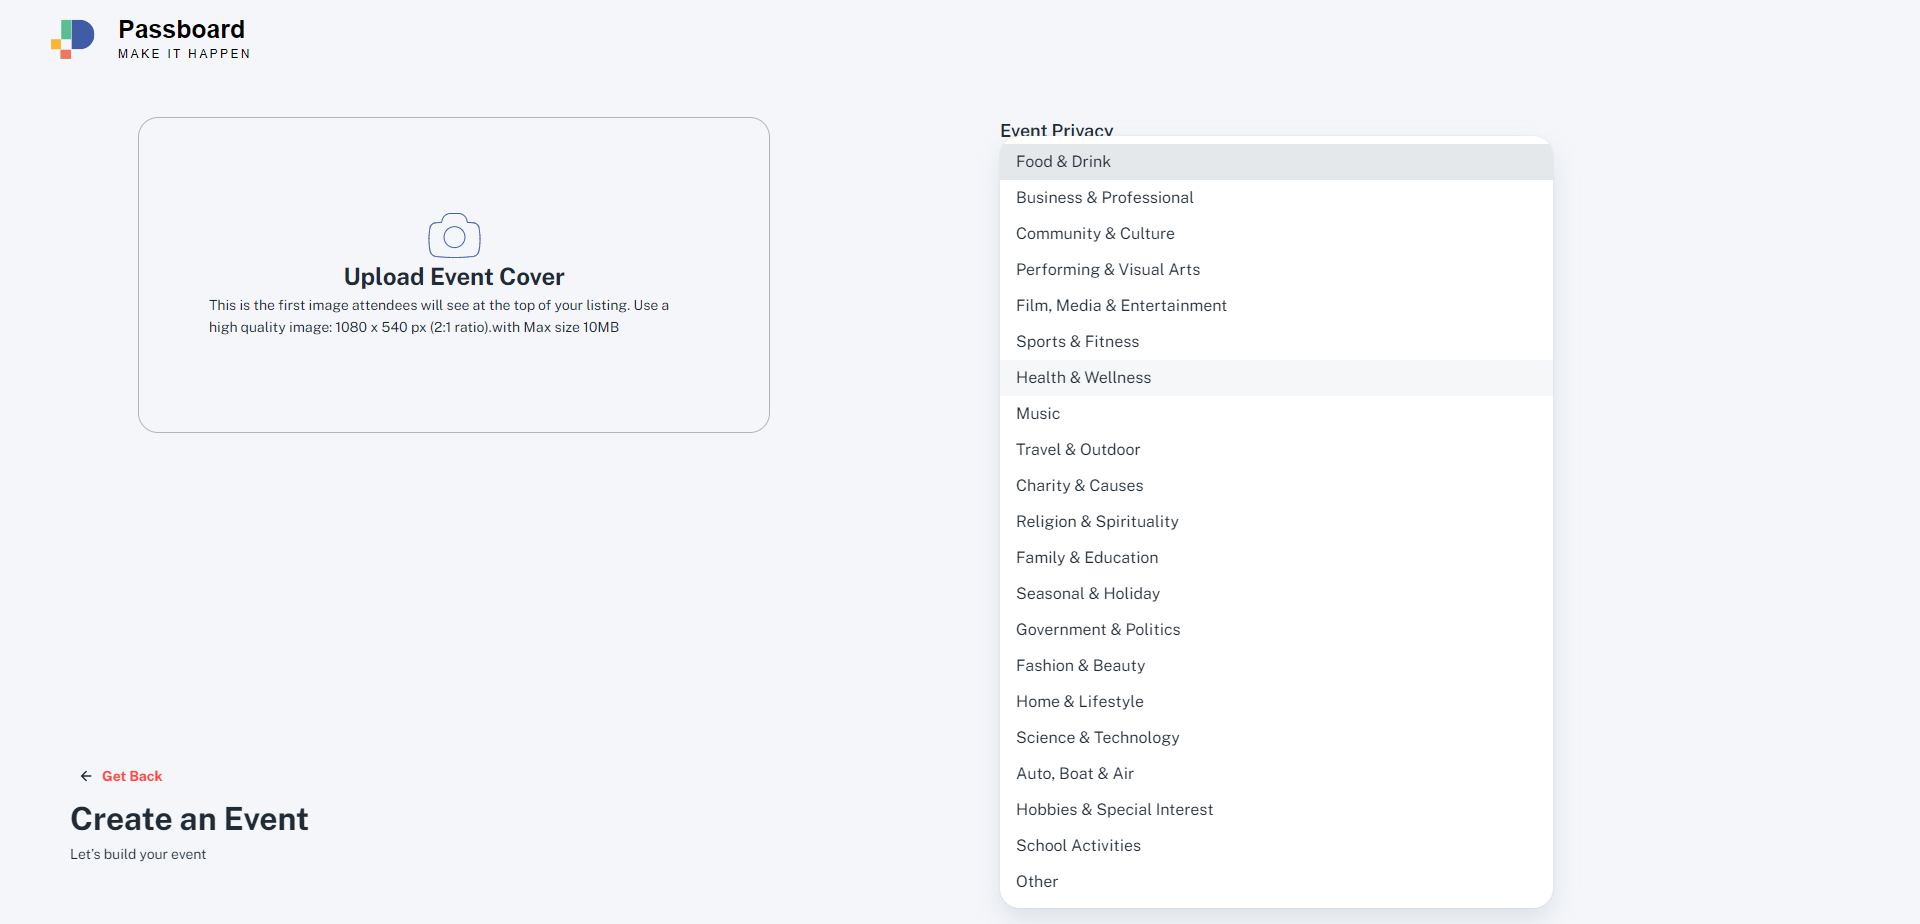 Passboard
MAKE IT HAPPEN
Upload Event Cover
This is the first image attendees will see at the top of your listing. Use a
high quality image: 1080 x 540 px (2:1 ratio).with Max size 10MB
Get Back
Create an Event
Let's build your event
Event Privacy
Food & Drink
Business & Professional
Community & Culture
Performing & Visual Arts
Film, Media & Entertainment
Sports & Fitness
Health & Wellness
Music
Travel & Outdoor
Charity & Causes
Religion & Spirituality
Family & Education
Seasonal & Holiday
Government & Politics
Fashion & Beauty
Home & Lifestyle
Science & Technology
Auto, Boat & Air
Hobbies & Special Interest
School Activities
Other